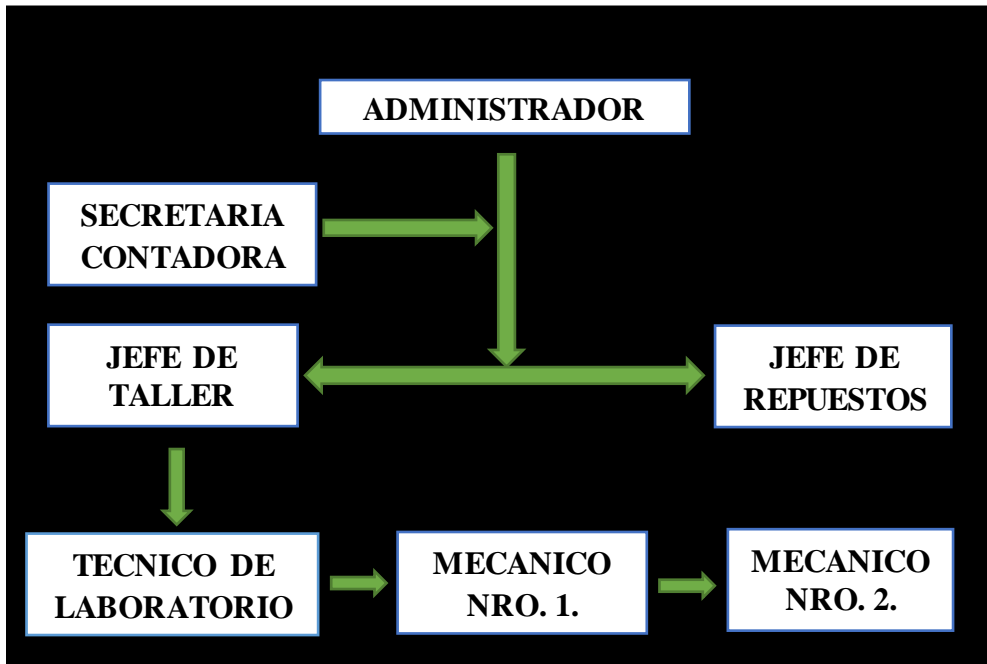 ADMINISTRADOR
SECRETARIA
CONTADORA
JEFE DE
TALLER
JEFE DE
REPUESTOS
TECNICO DE
LABORATORIO
MECANICO
NRO. 1.
MECANICO
NRO. 2.